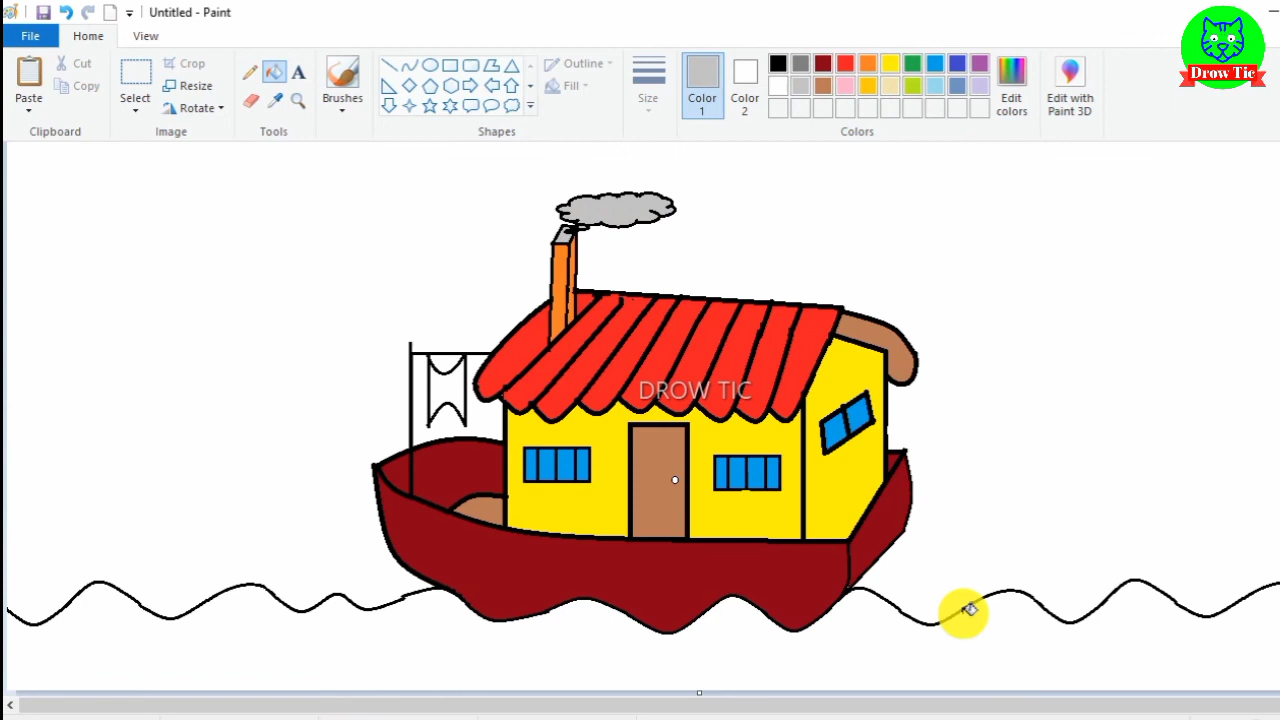 Untitled - Paint
File
Home
View
Paste
Cut
Copy
Clipboard
Select
Crop
Resize
Rotate
Image
A
Tools
Brushes
Outline
Fill
Shapes
Size
Color
1
Color
2
Edit
colors
Colors
Edit with
Paint 3D
Drow Tic
DROW TIC